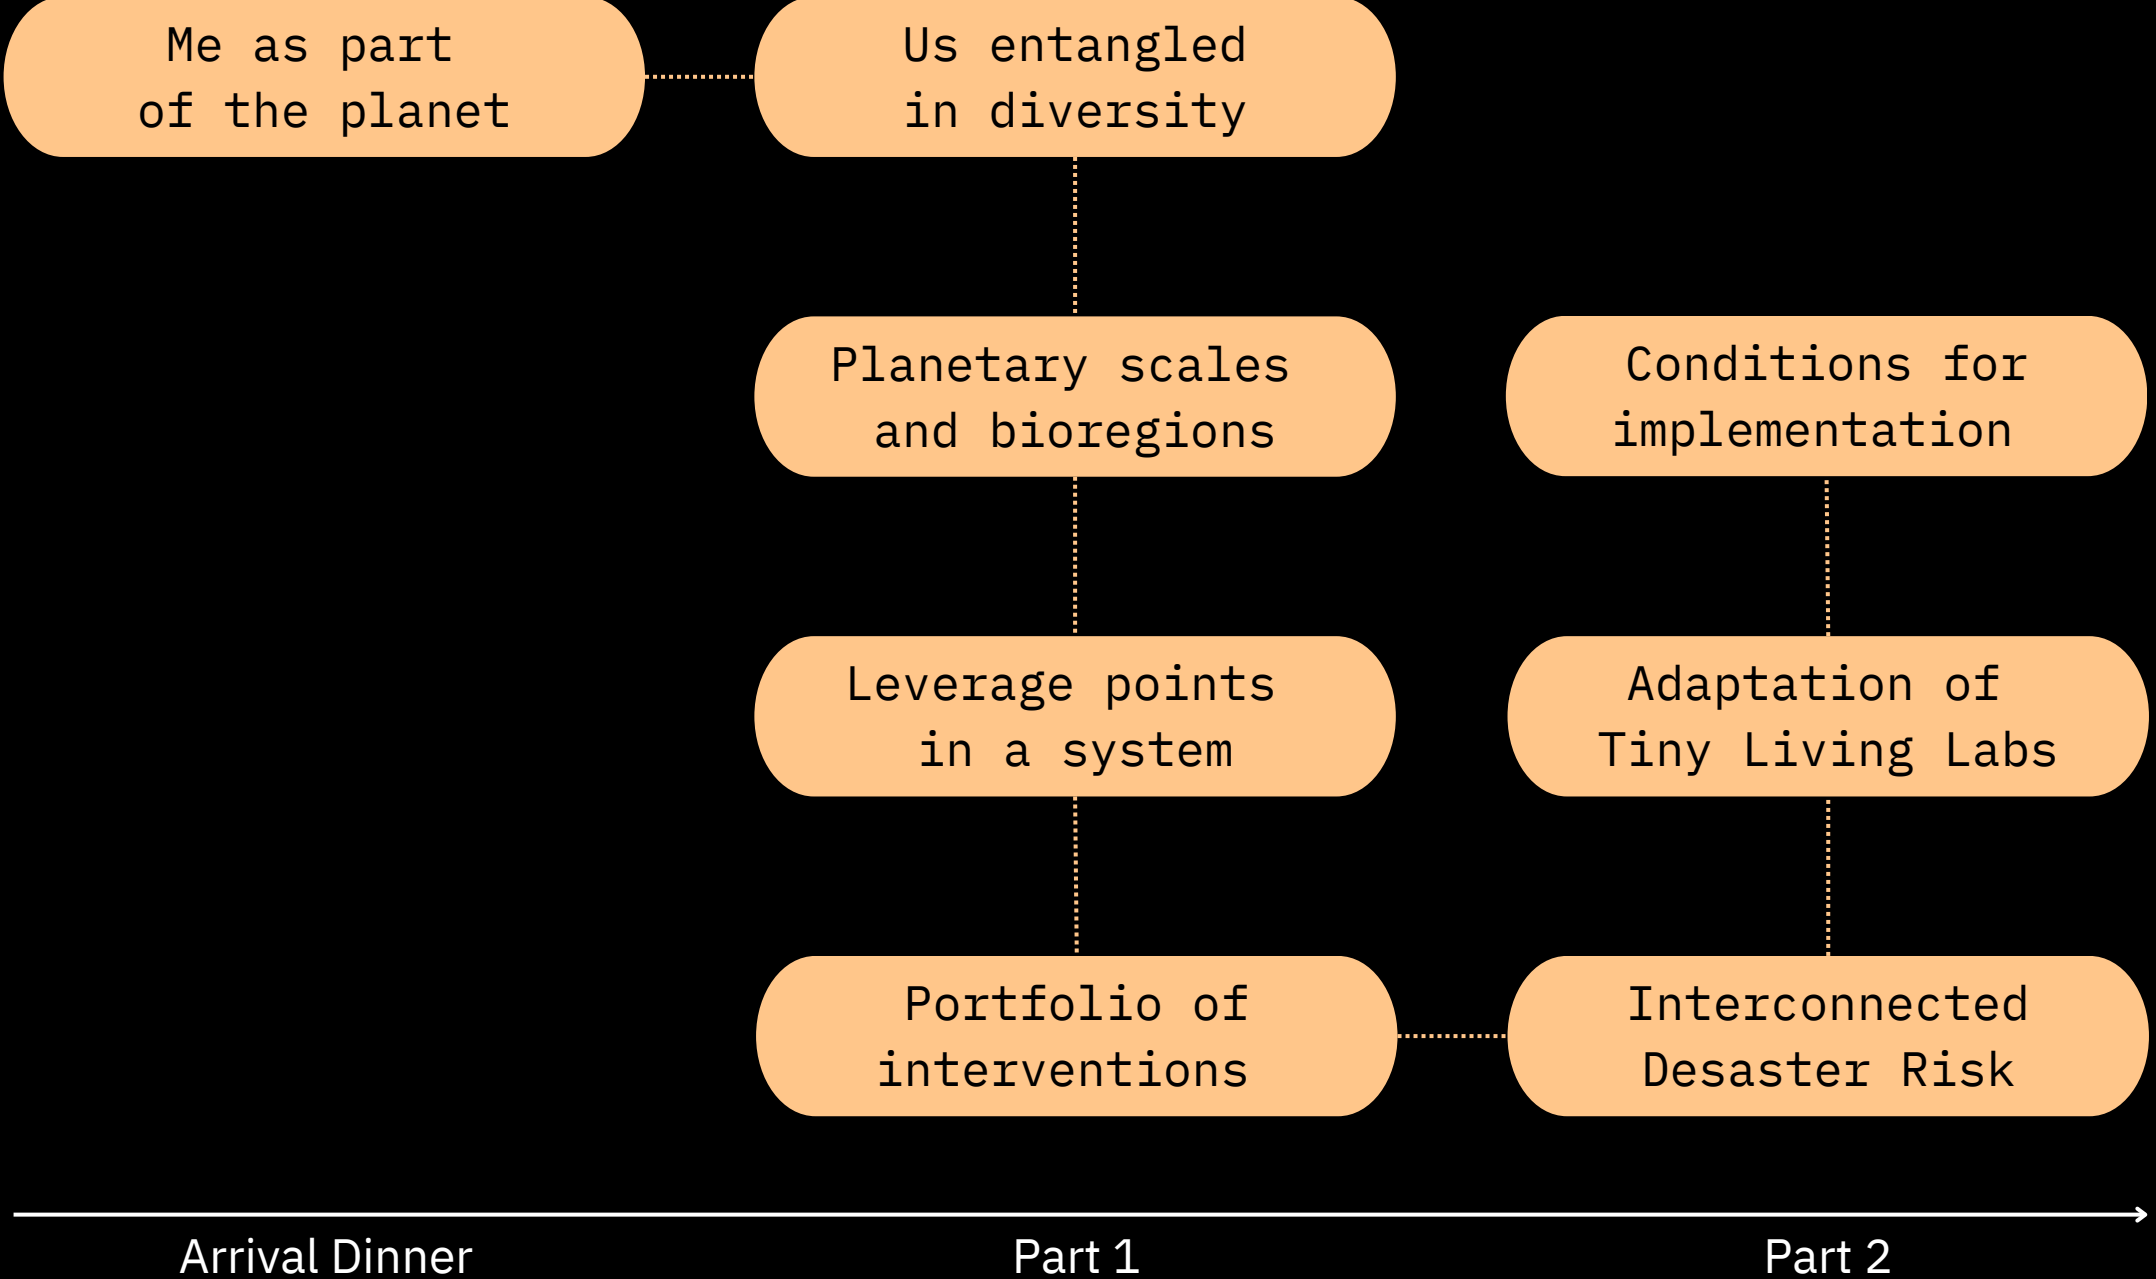 Me as part
of the planet
Us entangled
in diversity
Planetary scales
and bioregions
Conditions for
implementation
Leverage points
in a system
Adaptation of
Tiny Living Labs
Portfolio of
interventions
Interconnected
Desaster Risk
Arrival Dinner
Part 1
Part 2